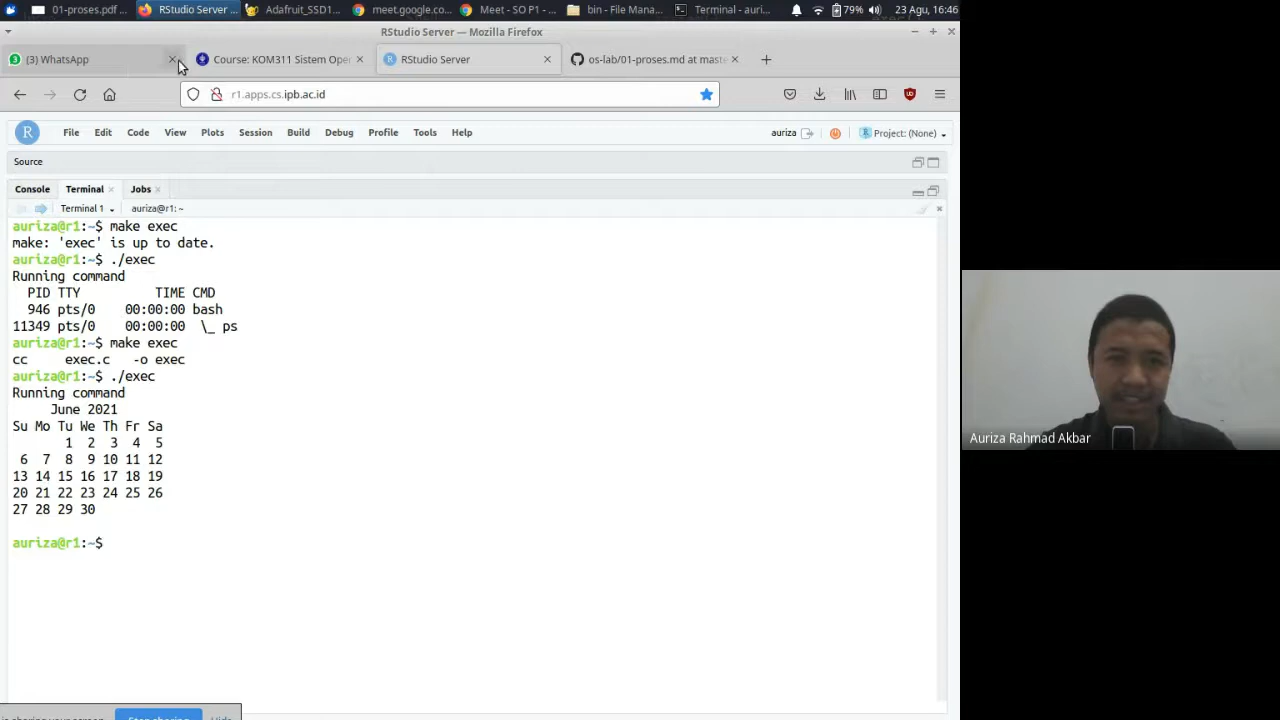 01-proses.pdf ... RStudio Server ... Adafruit_SSD1... meet.google.co... Meet - SO P1 - ... bin - File Mana... Terminal - auri... 79% 23 Agu, 16:46
RStudio Server — Mozilla Firefox
(3) WhatsApp Course: KOM311 Sistem Oper RStudio Server os-lab/01-proses.md at maste
r1.apps.cs.ipb.ac.id
File Edit Code View Plots Session Build Debug Profile Tools Help auriza Project: (None)
Source
Console Terminal Jobs
Terminal 1 auriza@r1: ~
auriza@r1:~$ make exec
make: 'exec' is up to date.
auriza@r1:~$ ./exec
Running command
PID TTY TIME CMD
946 pts/0 00:00:00 bash
11349 pts/0 00:00:00 \_ ps
auriza@r1:~$ make exec
cc exec.c -o exec
auriza@r1:~$ ./exec
Running command
June 2021
Su Mo Tu We Th Fr Sa
1 2 3 4 5
6 7 8 9 10 11 12
13 14 15 16 17 18 19
20 21 22 23 24 25 26
27 28 29 30
auriza@r1:~$
Auriza Rahmad Akbar
is sharing your screen. Stop sharing Hide